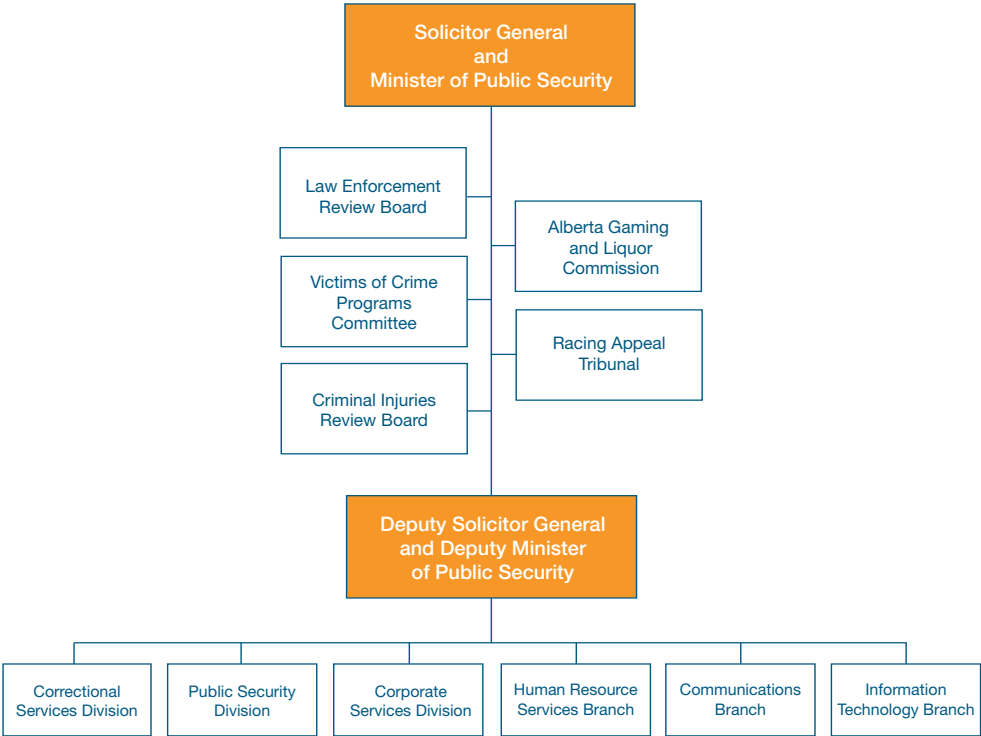 Solicitor General
and
Minister of Public Security
Law Enforcement
Review Board
Alberta Gaming
and Liquor
Commission
Victims of Crime
Programs
Committee
Racing Appeal
Tribunal
Criminal Injuries
Review Board
Deputy Solicitor General
and Deputy Minister
of Public Security
Correctional
Services Division
Public Security
Division
Corporate
Services Division
Human Resource
Services Branch
Communications
Branch
Information
Technology Branch